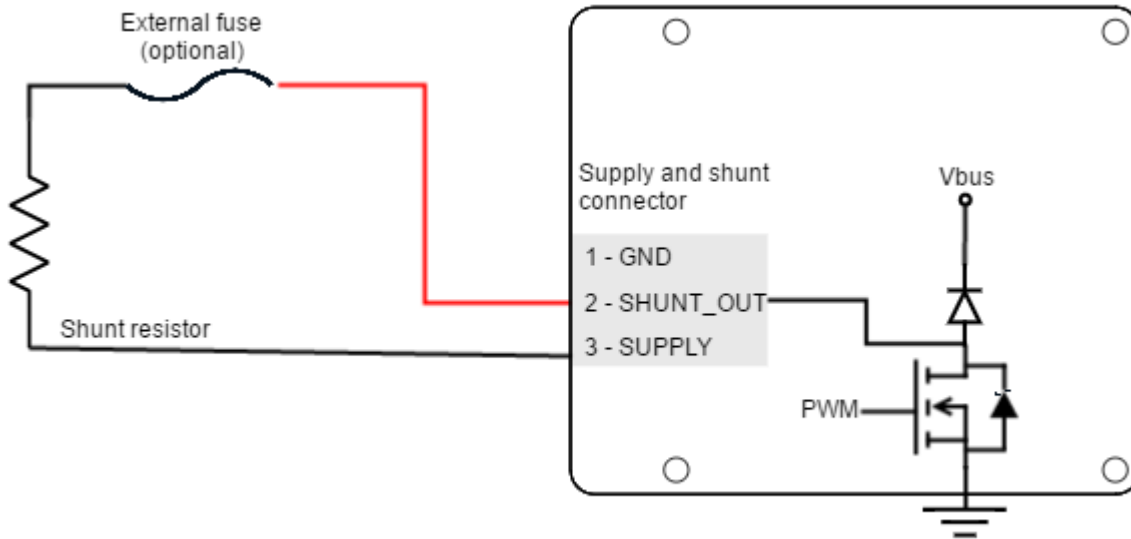 External fuse
(optional)
Supply and shunt
connector
Vbus
1 - GND
2 - SHUNT_OUT
3 - SUPPLY
Shunt resistor
PWM